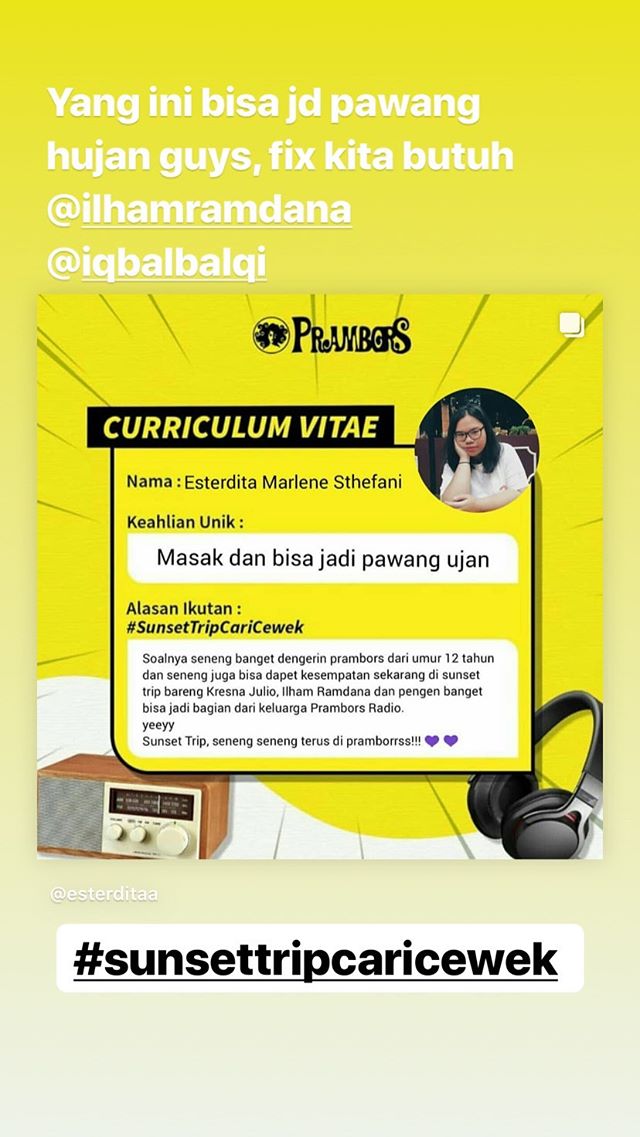 Yang ini bisa jd pawang
hujan guys, fix kita butuh
@ilhamramdana
@iqbalbalqi
PRAMBORS
CURRICULUM VITAE
Nama : Esterdita Marlene Sthefani
Keahlian Unik :
Masak dan bisa jadi pawang ujan
Alasan Ikutan :
#SunsetTripCariCewek
Soalnya seneng banget dengerin prambors dari umur 12 tahun
dan seneng juga bisa dapet kesempatan sekarang di sunset
trip bareng Kresna Julio, Ilham Ramdana dan pengen banget
bisa jadi bagian dari keluarga Prambors Radio.
yeeyy
Sunset Trip, seneng seneng terus di pramborrss!!! 💜 💜
@esterditaa
#sunsettripcaricewek